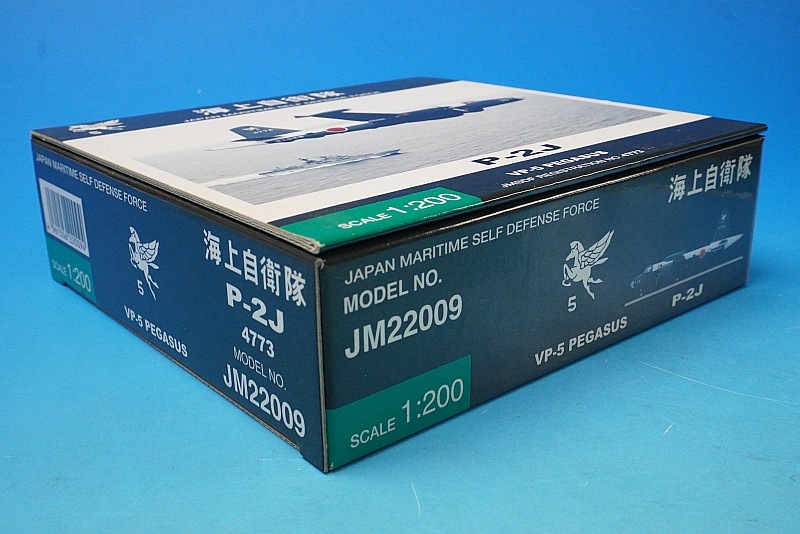 海上自衛隊
P-2J
VP-5 PEGASUS
JMSDF REGISTRATION NO. 4773
SCALE 1:200
JAPAN MARITIME SELF DEFENSE FORCE
SCALE 1:200
5
VP-5 PEGASUS
海上自衛隊
P-2J
4773
MODEL NO.
JM22009
JAPAN MARITIME SELF DEFENSE FORCE
MODEL NO.
JM22009
SCALE 1:200
5
VP-5 PEGASUS
海上自衛隊
P-2J